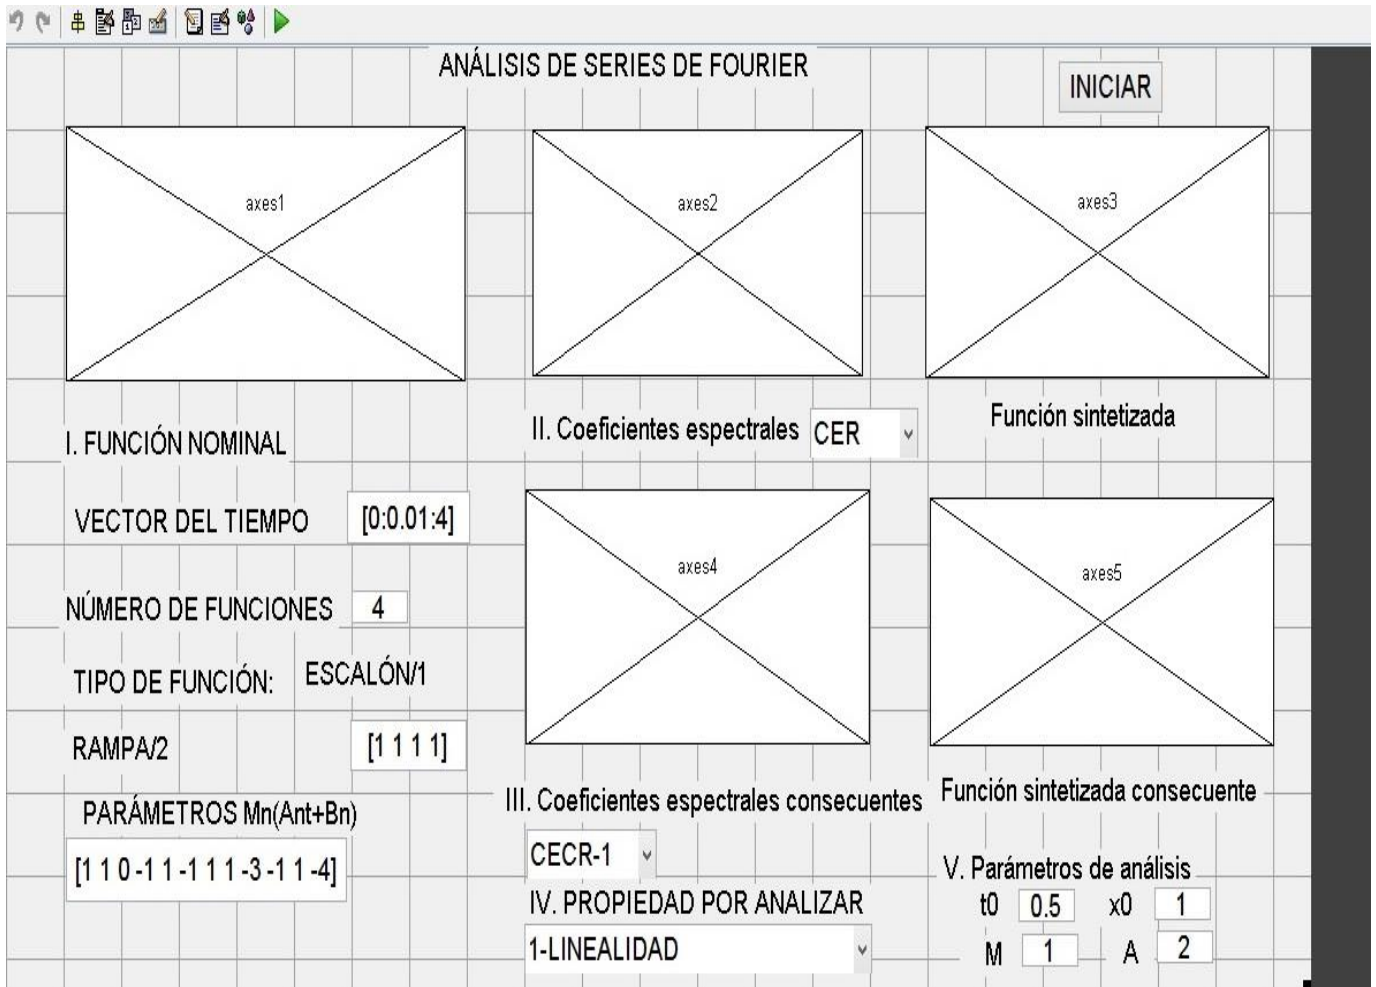 ANÁLISIS DE SERIES DE FOURIER
INICIAR
axes1
axes2
axes3
I. FUNCIÓN NOMINAL
II. Coeficientes espectrales
CER
Función sintetizada
VECTOR DEL TIEMPO
[0:0.01:4]
NÚMERO DE FUNCIONES
4
TIPO DE FUNCIÓN:
ESCALÓN/1
RAMPA/2
[1 1 1 1]
PARÁMETROS Mn(Ant+Bn)
[1 1 0 -1 1 -1 1 1 -3 -1 1 -4]
axes4
axes5
III. Coeficientes espectrales consecuentes
CECR-1
IV. PROPIEDAD POR ANALIZAR
1-LINEALIDAD
Función sintetizada consecuente
V. Parámetros de análisis
t0 0.5 x0 1
M 1 A 2